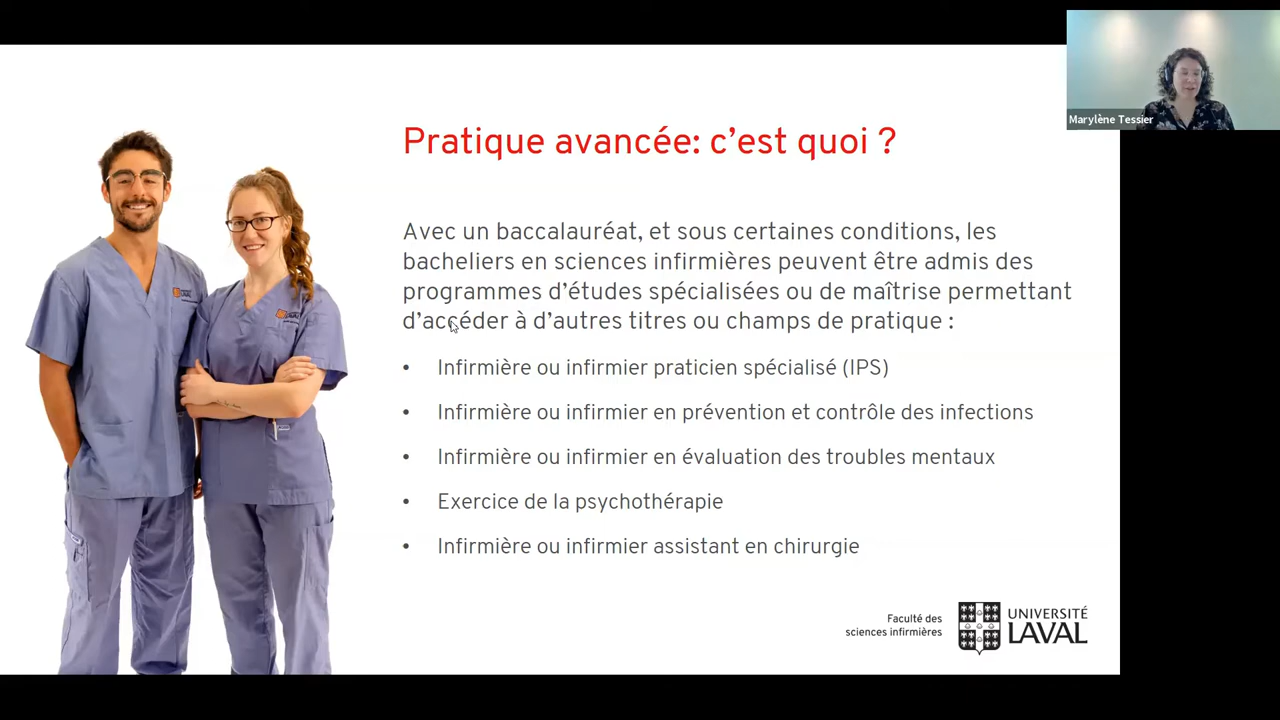 Marylène Tessier
Pratique avancée: c’est quoi ?
Avec un baccalauréat, et sous certaines conditions, les
bacheliers en sciences infirmières peuvent être admis des
programmes d’études spécialisées ou de maîtrise permettant
d’accéder à d’autres titres ou champs de pratique :
• Infirmière ou infirmier praticien spécialisé (IPS)
• Infirmière ou infirmier en prévention et contrôle des infections
• Infirmière ou infirmier en évaluation des troubles mentaux
• Exercice de la psychothérapie
• Infirmière ou infirmier assistant en chirurgie
Faculté des
sciences infirmières
UNIVERSITÉ
LAVAL